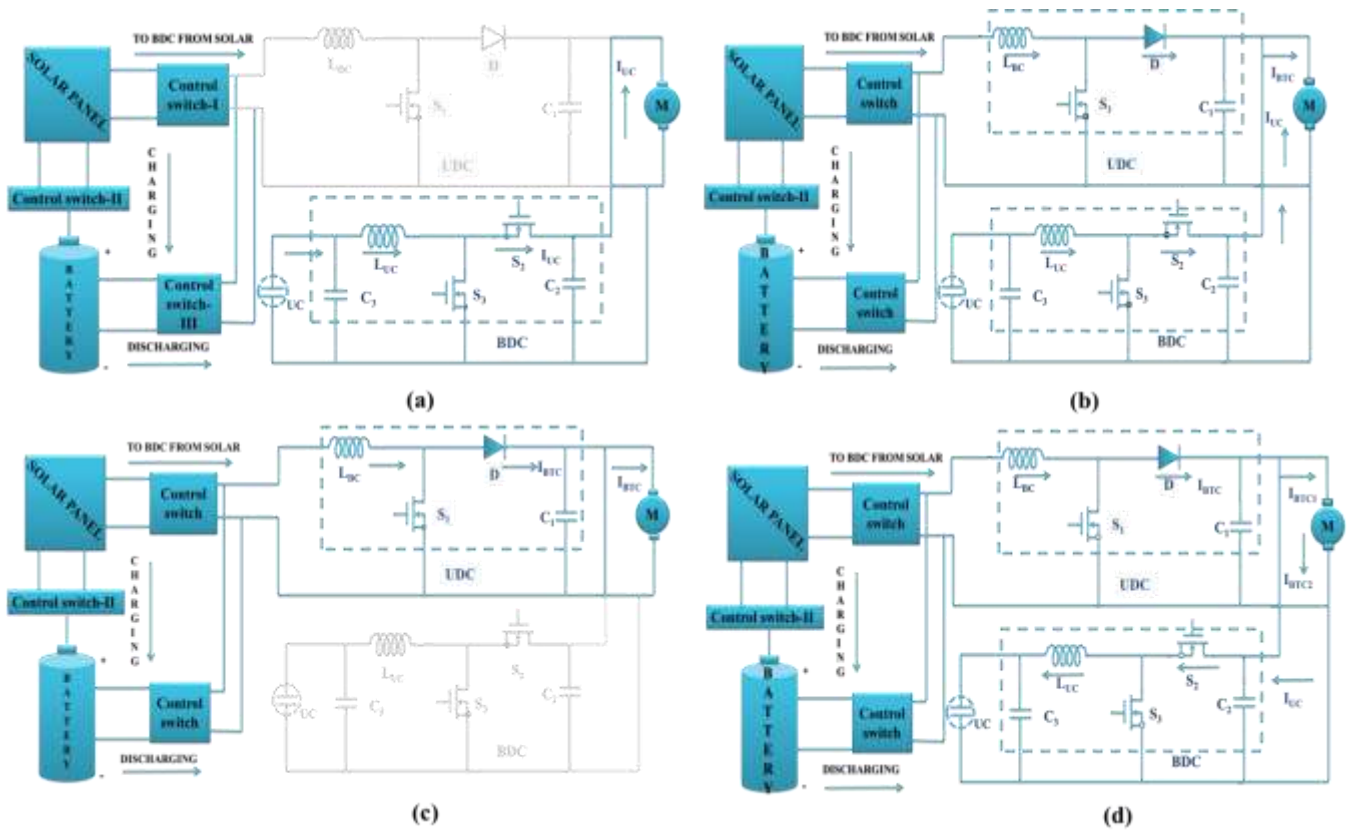 TO BDC FROM SOLAR
SOLAR PANEL
Control
switch-I
L_BC
D
S_1
C_1
I_UC
M
UDC
CHARGING
Control switch-II
BATTERY
+
-
Control
switch-
III
DISCHARGING
UC
C_3
L_UC
S_3
S_2
I_UC
C_2
BDC
(a)
TO BDC FROM SOLAR
SOLAR PANEL
Control
switch
L_BC
D
S_1
C_1
I_BTC
I_UC
M
UDC
CHARGING
Control switch-II
BATTERY
+
-
Control
switch
DISCHARGING
UC
C_3
L_UC
S_3
S_2
C_2
BDC
(b)
TO BDC FROM SOLAR
SOLAR PANEL
Control
switch
D
I_BTC
C_1
I_BTC
M
UDC
CHARGING
Control switch-II
BATTERY
+
-
Control
switch
DISCHARGING
UC
C_3
L_UC
S_2
BDC
(c)
TO BDC FROM SOLAR
SOLAR PANEL
Control
switch
L_BC
D
I_BTC
S_1
C_1
I_BTC1
M
I_BTC2
UDC
CHARGING
Control switch-II
BATTERY
+
-
Control
switch
DISCHARGING
UC
C_3
L_UC
S_3
S_2
C_2
I_UC
BDC
(d)